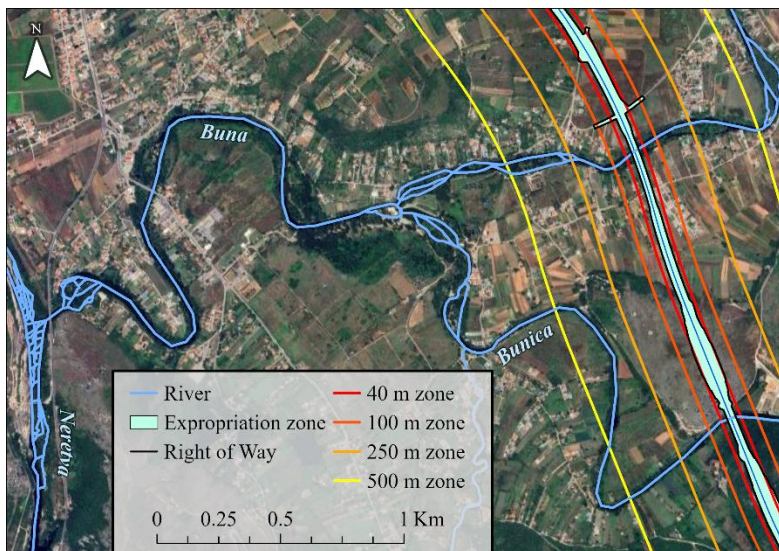 N
Buna
Bunica
Neretva
River
Expropriation zone
Right of Way
40 m zone
100 m zone
250 m zone
500 m zone
0 0.25 0.5 1 Km